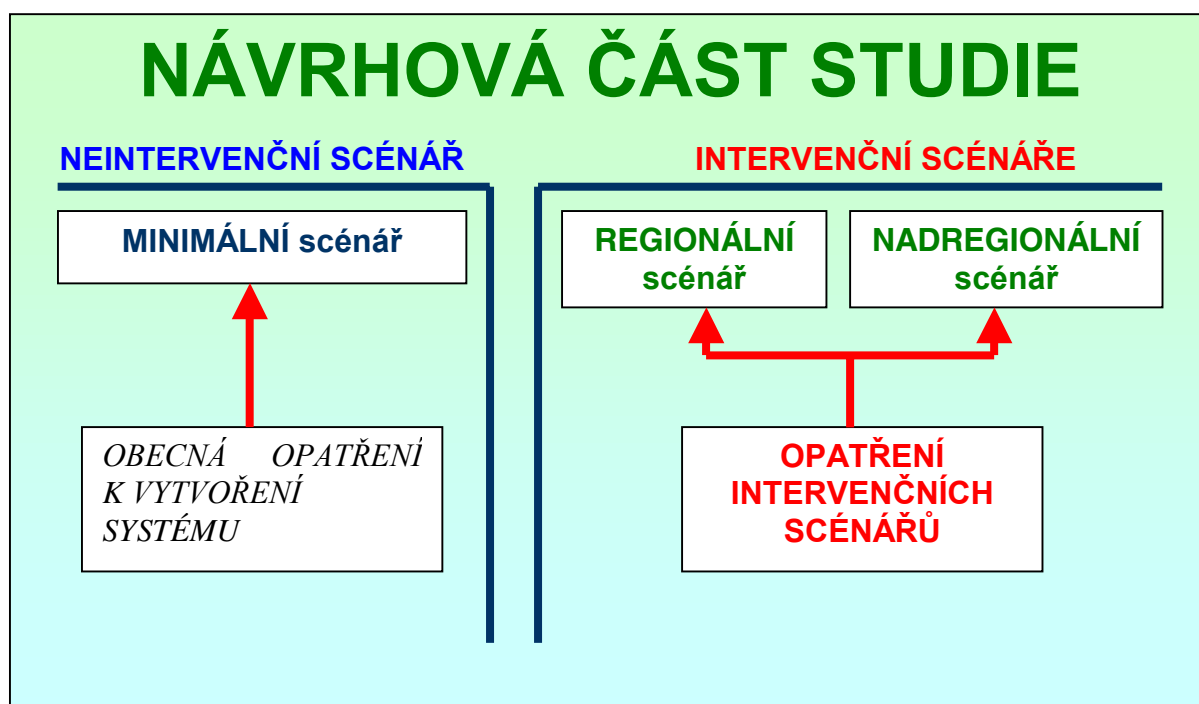 NÁVRHOVÁ ČÁST STUDIE
NEINTERVENČNÍ SCÉNÁŘ
MINIMÁLNÍ scénář
OBECNÁ OPATŘENÍ
K VYTVOŘENÍ
SYSTÉMU
INTERVENČNÍ SCÉNÁŘE
REGIONÁLNÍ
scénář
NADREGIONÁLNÍ
scénář
OPATŘENÍ
INTERVENČNÍCH
SCÉNÁŘŮ